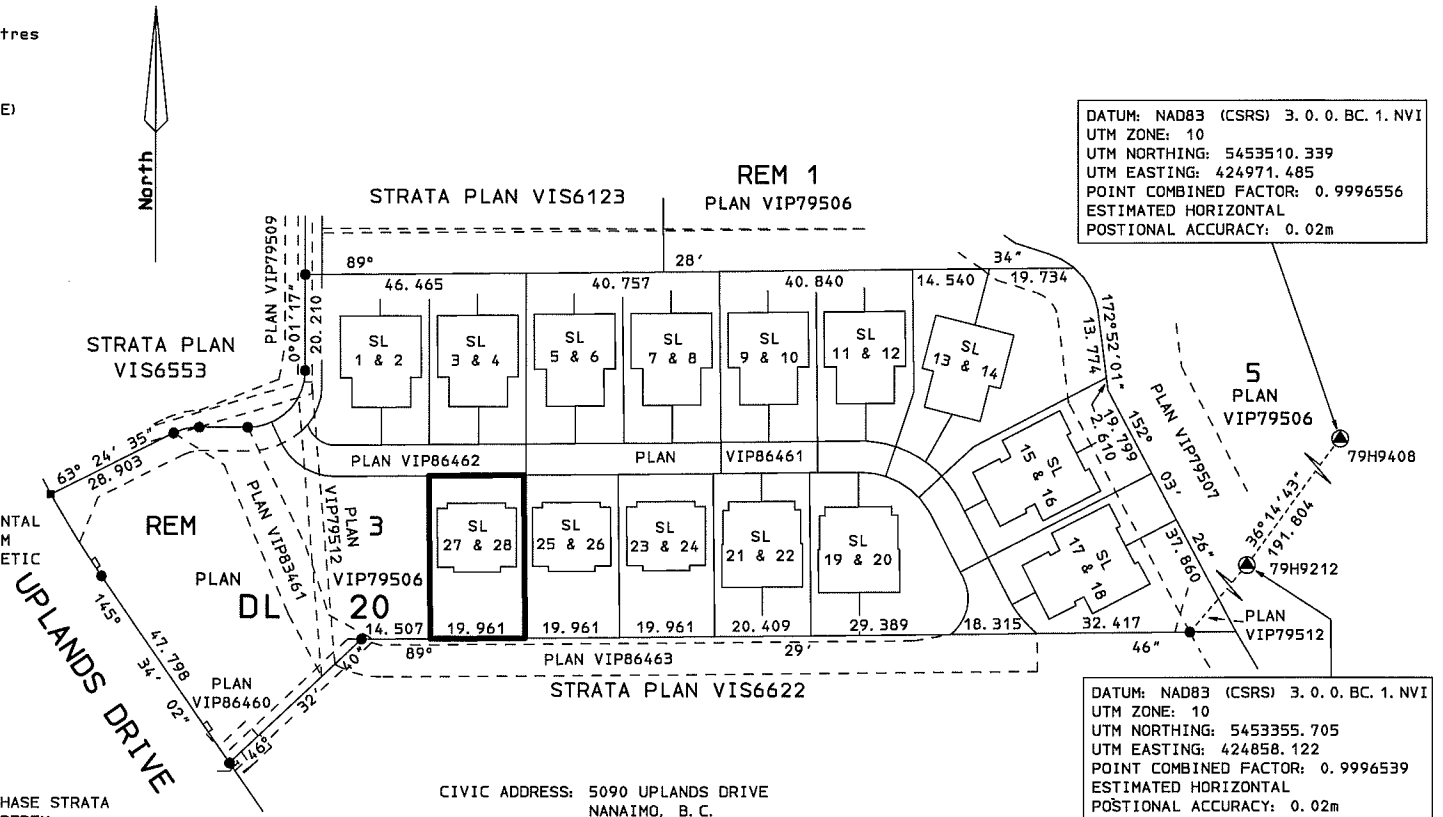 tres
E)
North
STRATA PLAN VIS6123
REM 1
PLAN VIP79506
DATUM: NAD83 (CSRS) 3.0.0.BC.1.NVI
UTM ZONE: 10
UTM NORTHING: 5453510.339
UTM EASTING: 424971.485
POINT COMBINED FACTOR: 0.9996556
ESTIMATED HORIZONTAL
POSTIONAL ACCURACY: 0.02m
PLAN VIP79509
0°01'17"
20.210
89°
28'
34"
46.465
40.757
40.840
14.540
19.734
172°52'01"
13.774
STRATA PLAN
VIS6553
SL
1 & 2
SL
3 & 4
SL
5 & 6
SL
7 & 8
SL
9 & 10
SL
11 & 12
SL
13 & 14
5
PLAN
VIP79506
79H9408
63° 24' 35"
28.903
PLAN VIP86462
PLAN
VIP86461
2.610
19.799
152°
03'
26"
PLAN VIP79507
36°14'43"
191.804
79H9212
SL
15 & 16
SL
17 & 18
37.860
NTAL
M
ETIC
REM
3
PLAN
VIP79512
PLAN VIP83461
PLAN
VIP79506
DL 20
SL
27 & 28
SL
25 & 26
SL
23 & 24
SL
21 & 22
SL
19 & 20
PLAN
VIP79512
14.507
19.961
19.961
19.961
20.409
29.389
18.315
32.417
89°
29'
46"
PLAN VIP86463
STRATA PLAN VIS6622
UPLANDS DRIVE
145°
47.798
34'
02"
PLAN
VIP86460
46°
32'
40"
DATUM: NAD83 (CSRS) 3.0.0.BC.1.NVI
UTM ZONE: 10
UTM NORTHING: 5453355.705
UTM EASTING: 424858.122
POINT COMBINED FACTOR: 0.9996539
ESTIMATED HORIZONTAL
POSTIONAL ACCURACY: 0.02m
HASE STRATA
CIVIC ADDRESS: 5090 UPLANDS DRIVE
NANAIMO, B.C.